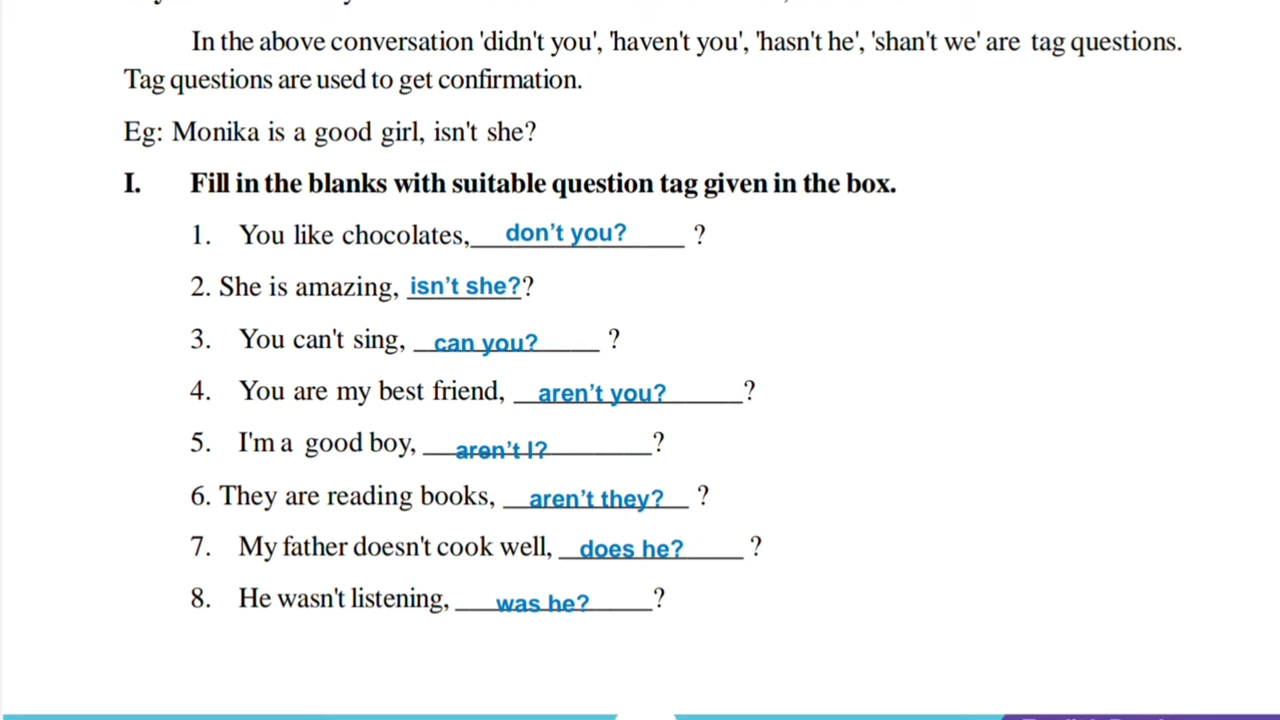 In the above conversation 'didn't you', 'haven't you', 'hasn't he', 'shan't we' are tag questions.
Tag questions are used to get confirmation.
Eg: Monika is a good girl, isn't she?
I. Fill in the blanks with suitable question tag given in the box.
1. You like chocolates, don't you? ?
2. She is amazing, isn't she??
3. You can't sing, can you? ?
4. You are my best friend, aren't you? ?
5. I'm a good boy, aren't I? ?
6. They are reading books, aren't they? ?
7. My father doesn't cook well, does he? ?
8. He wasn't listening, was he? ?